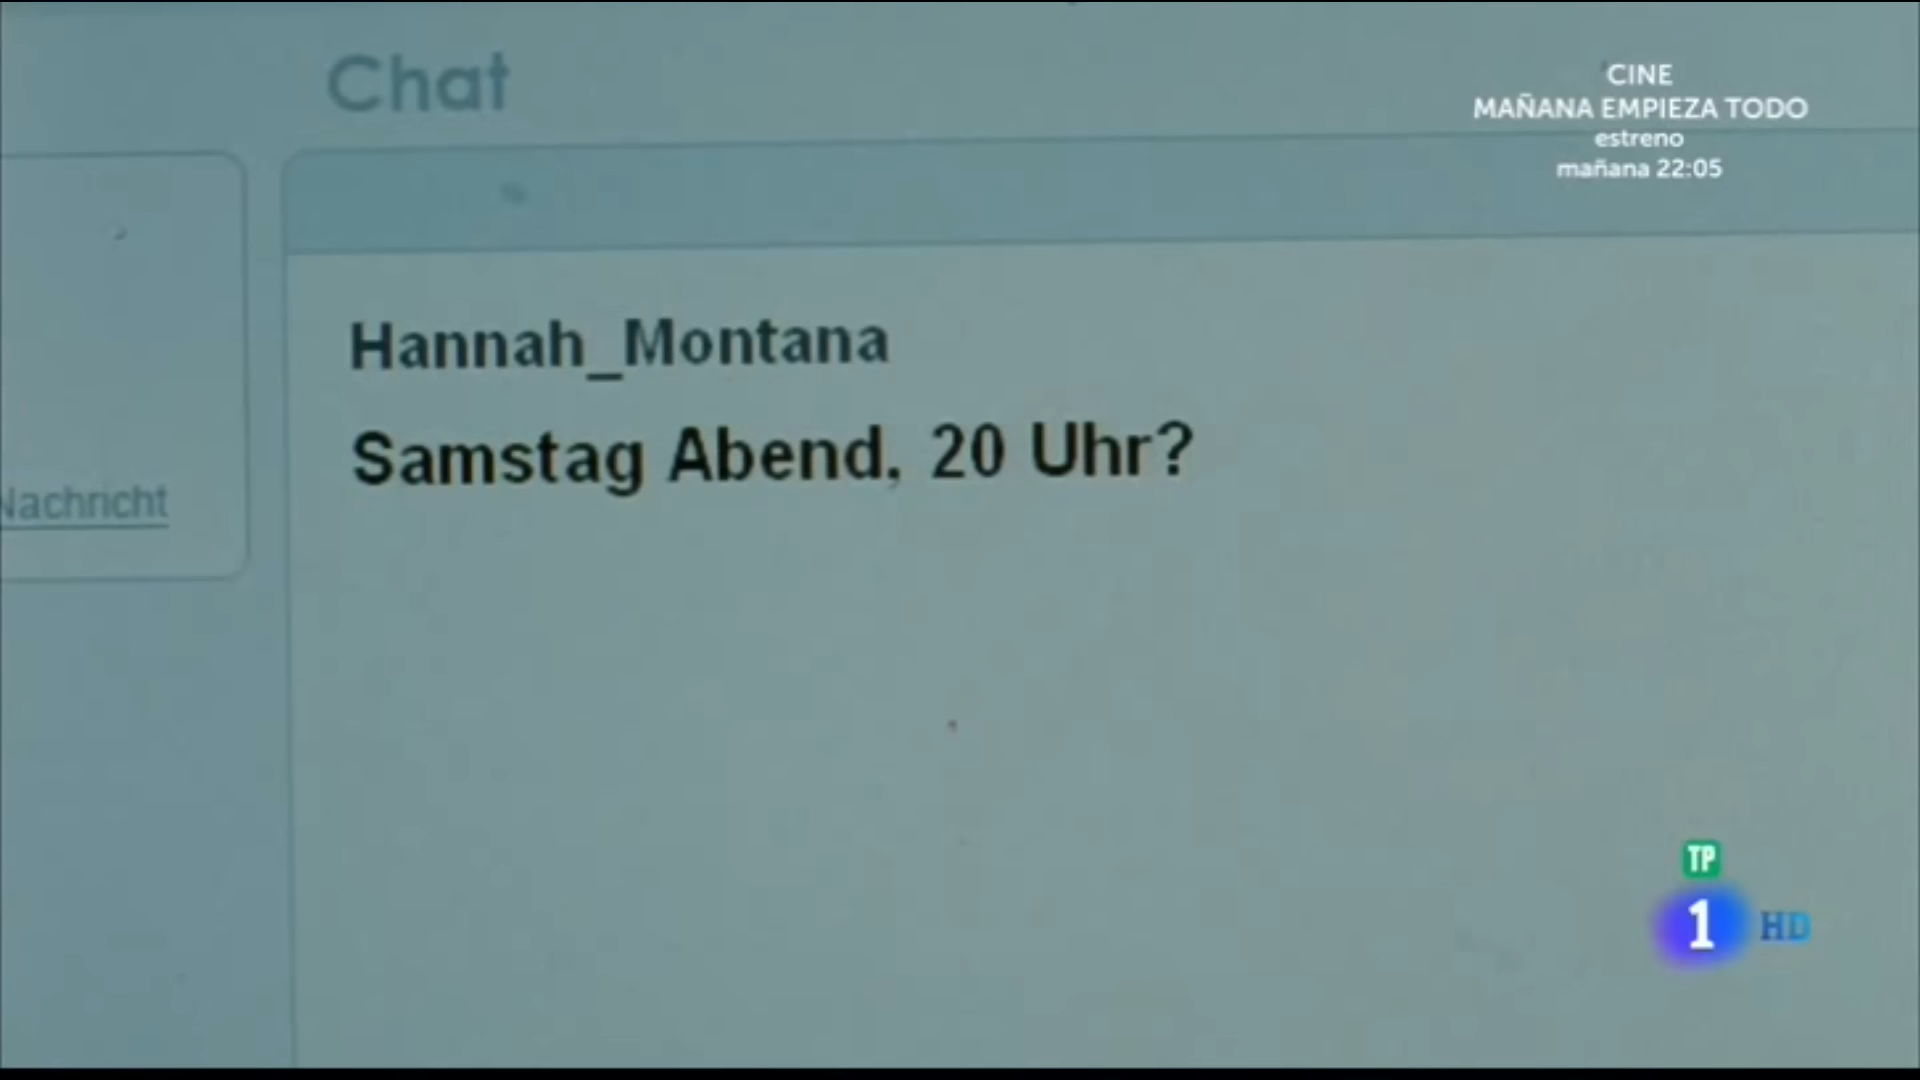 Chat
CINE
MAÑANA EMPIEZA TODO
estreno
mañana 22:05
Hannah_Montana
Samstag Abend, 20 Uhr?
Nachricht
TP
1 HD